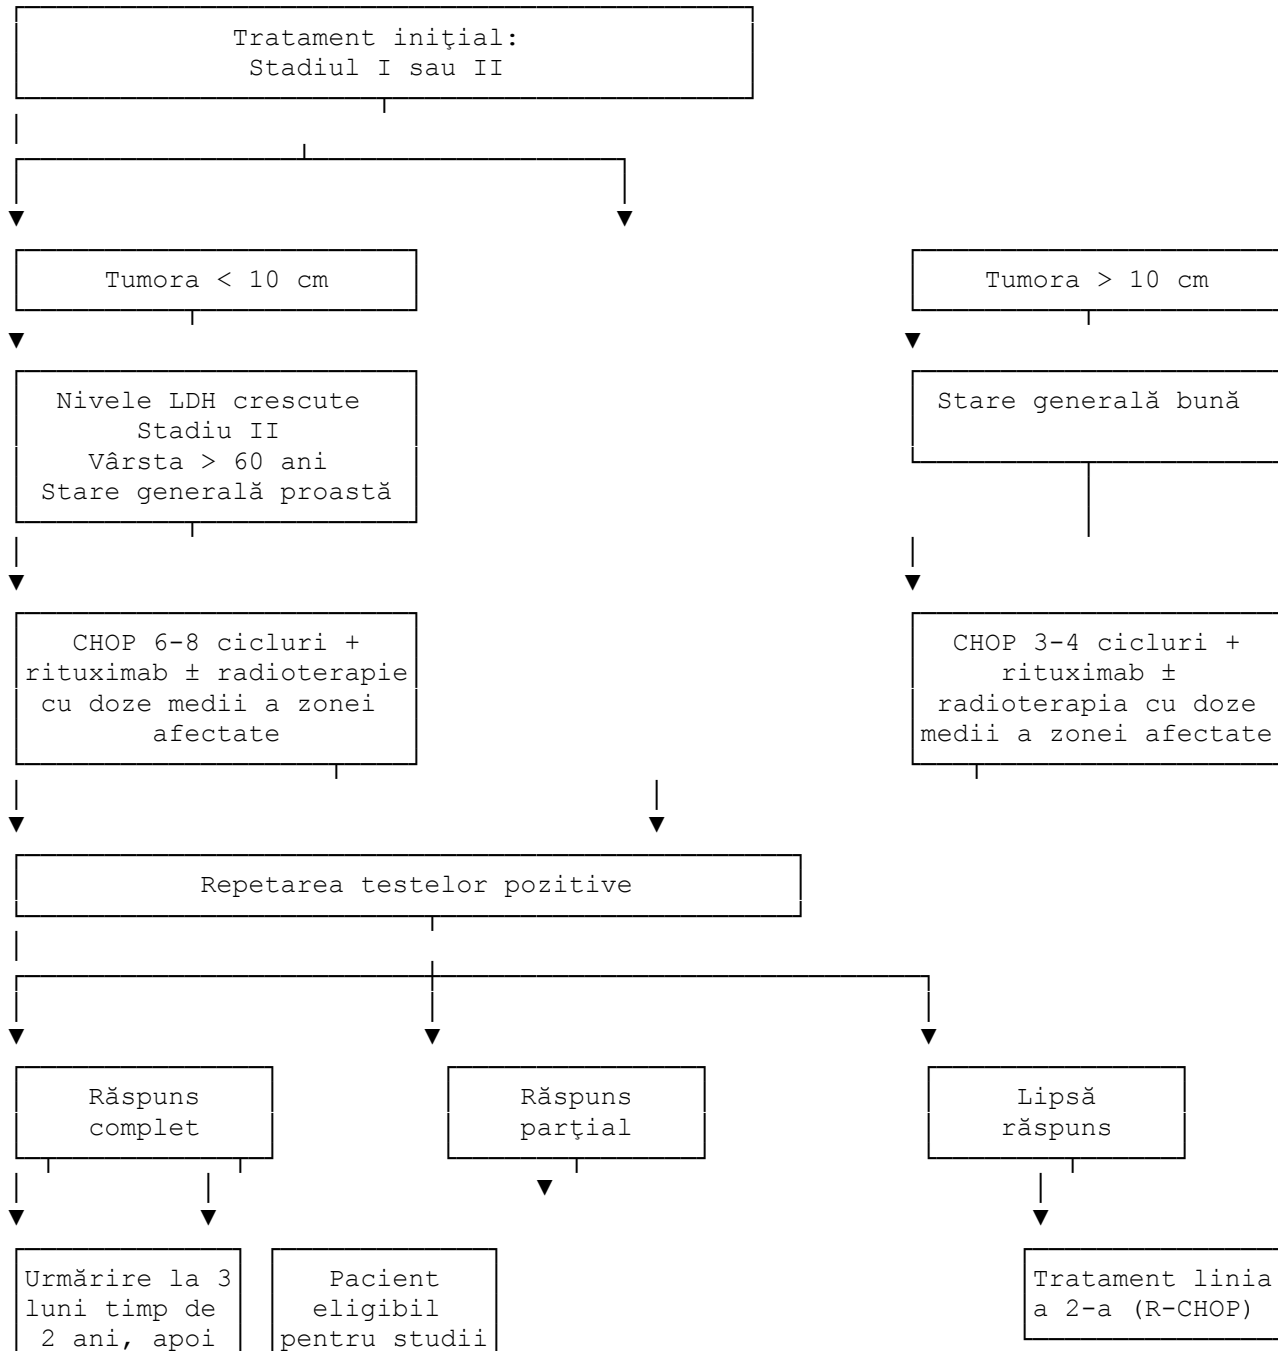 Tratament iniţial:
Stadiul I sau II
Tumora < 10 cm
Tumora > 10 cm
Nivele LDH crescute
Stadiu II
Vârsta > 60 ani
Stare generală proastă
Stare generală bună
CHOP 6-8 cicluri +
rituximab ± radioterapie
cu doze medii a zonei
afectate
CHOP 3-4 cicluri +
rituximab ±
radioterapia cu doze
medii a zonei afectate
Repetarea testelor pozitive
Răspuns
complet
Răspuns
parţial
Lipsă
răspuns
Urmărire la 3
luni timp de
2 ani, apoi
Pacient
eligibil
pentru studii
Tratament linia
a 2-a (R-CHOP)